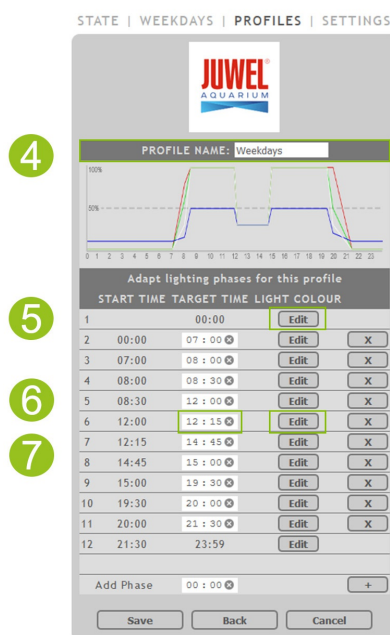 STATE | WEEKDAYS | PROFILES | SETTINGS
JUWEL®
AQUARIUM
4
PROFILE NAME: Weekdays
100%
50%
0 1 2 3 4 5 6 7 8 9 10 11 12 13 14 15 16 17 18 19 20 21 22 23
Adapt lighting phases for this profile
START TIME TARGET TIME LIGHT COLOUR
5
1 00:00 Edit
2 00:00 07:00 Edit X
3 07:00 08:00 Edit X
4 08:00 08:30 Edit X
6
5 08:30 12:00 Edit X
6 12:00 12:15 Edit X
7
7 12:15 14:45 Edit X
8 14:45 15:00 Edit X
9 15:00 19:30 Edit X
10 19:30 20:00 Edit X
11 20:00 21:30 Edit X
12 21:30 23:59 Edit
Add Phase 00:00 +
Save Back Cancel